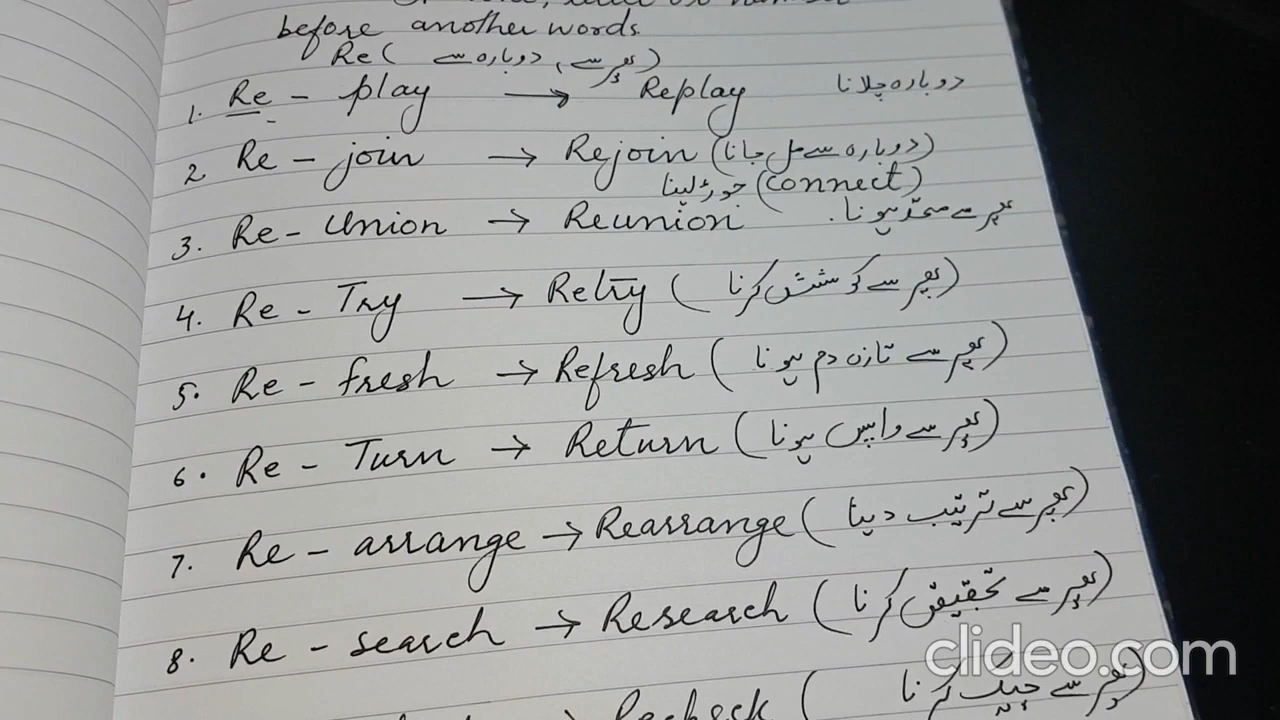 before another words.
Re ( پھر سے, دوبارہ سے )
1. Re - play → Replay دوبارہ چلانا
2 Re - join → Rejoin (دوبارہ سے مل جانا)
جوڑ لینا (connect)
3. Re - Union → Reunion. پھر سے متحد ہونا.
4. Re - Try → Retry ( پھر سے کوشش کرنا )
5. Re - fresh → Refresh ( پھر سے تازہ دم ہونا )
6. Re - Turn → Return ( پھر سے واپس ہونا )
7. Re - arrange → Rearrange ( پھر سے ترتیب دینا )
8. Re - search → Research ( پھر سے تحقیق کرنا )
→ Recheck ( پھر سے چیک کرنا )
clideo.com